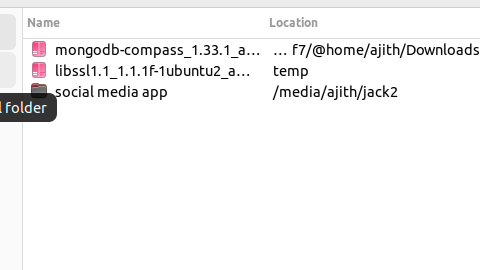 Name Location
mongodb-compass_1.33.1_a... ... f7/@home/ajith/Downloads
libssl1.1_1.1.1f-1ubuntu2_a... temp
social media app /media/ajith/jack2
folder